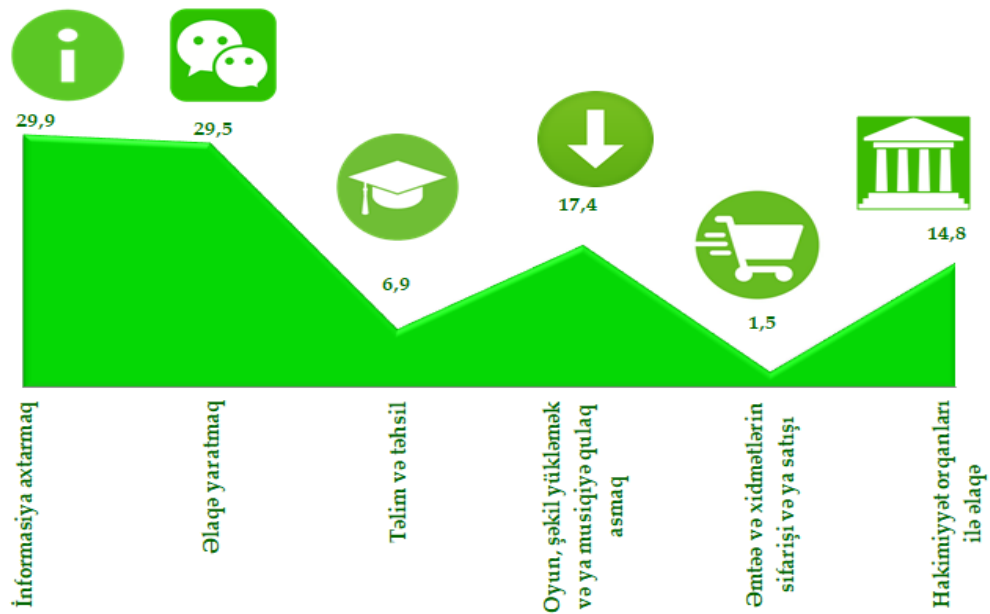 29,9
29,5
6,9
17,4
1,5
14,8
İnformasiya axtarmaq
Əlaqə yaratmaq
Təlim və təhsil
Oyun, şəkil yükləmək
və ya musiqiyə qulaq
asmaq
Əmtəə və xidmətlərin
sifarişi və ya satışı
Hakimiyyət orqanları
ilə əlaqə